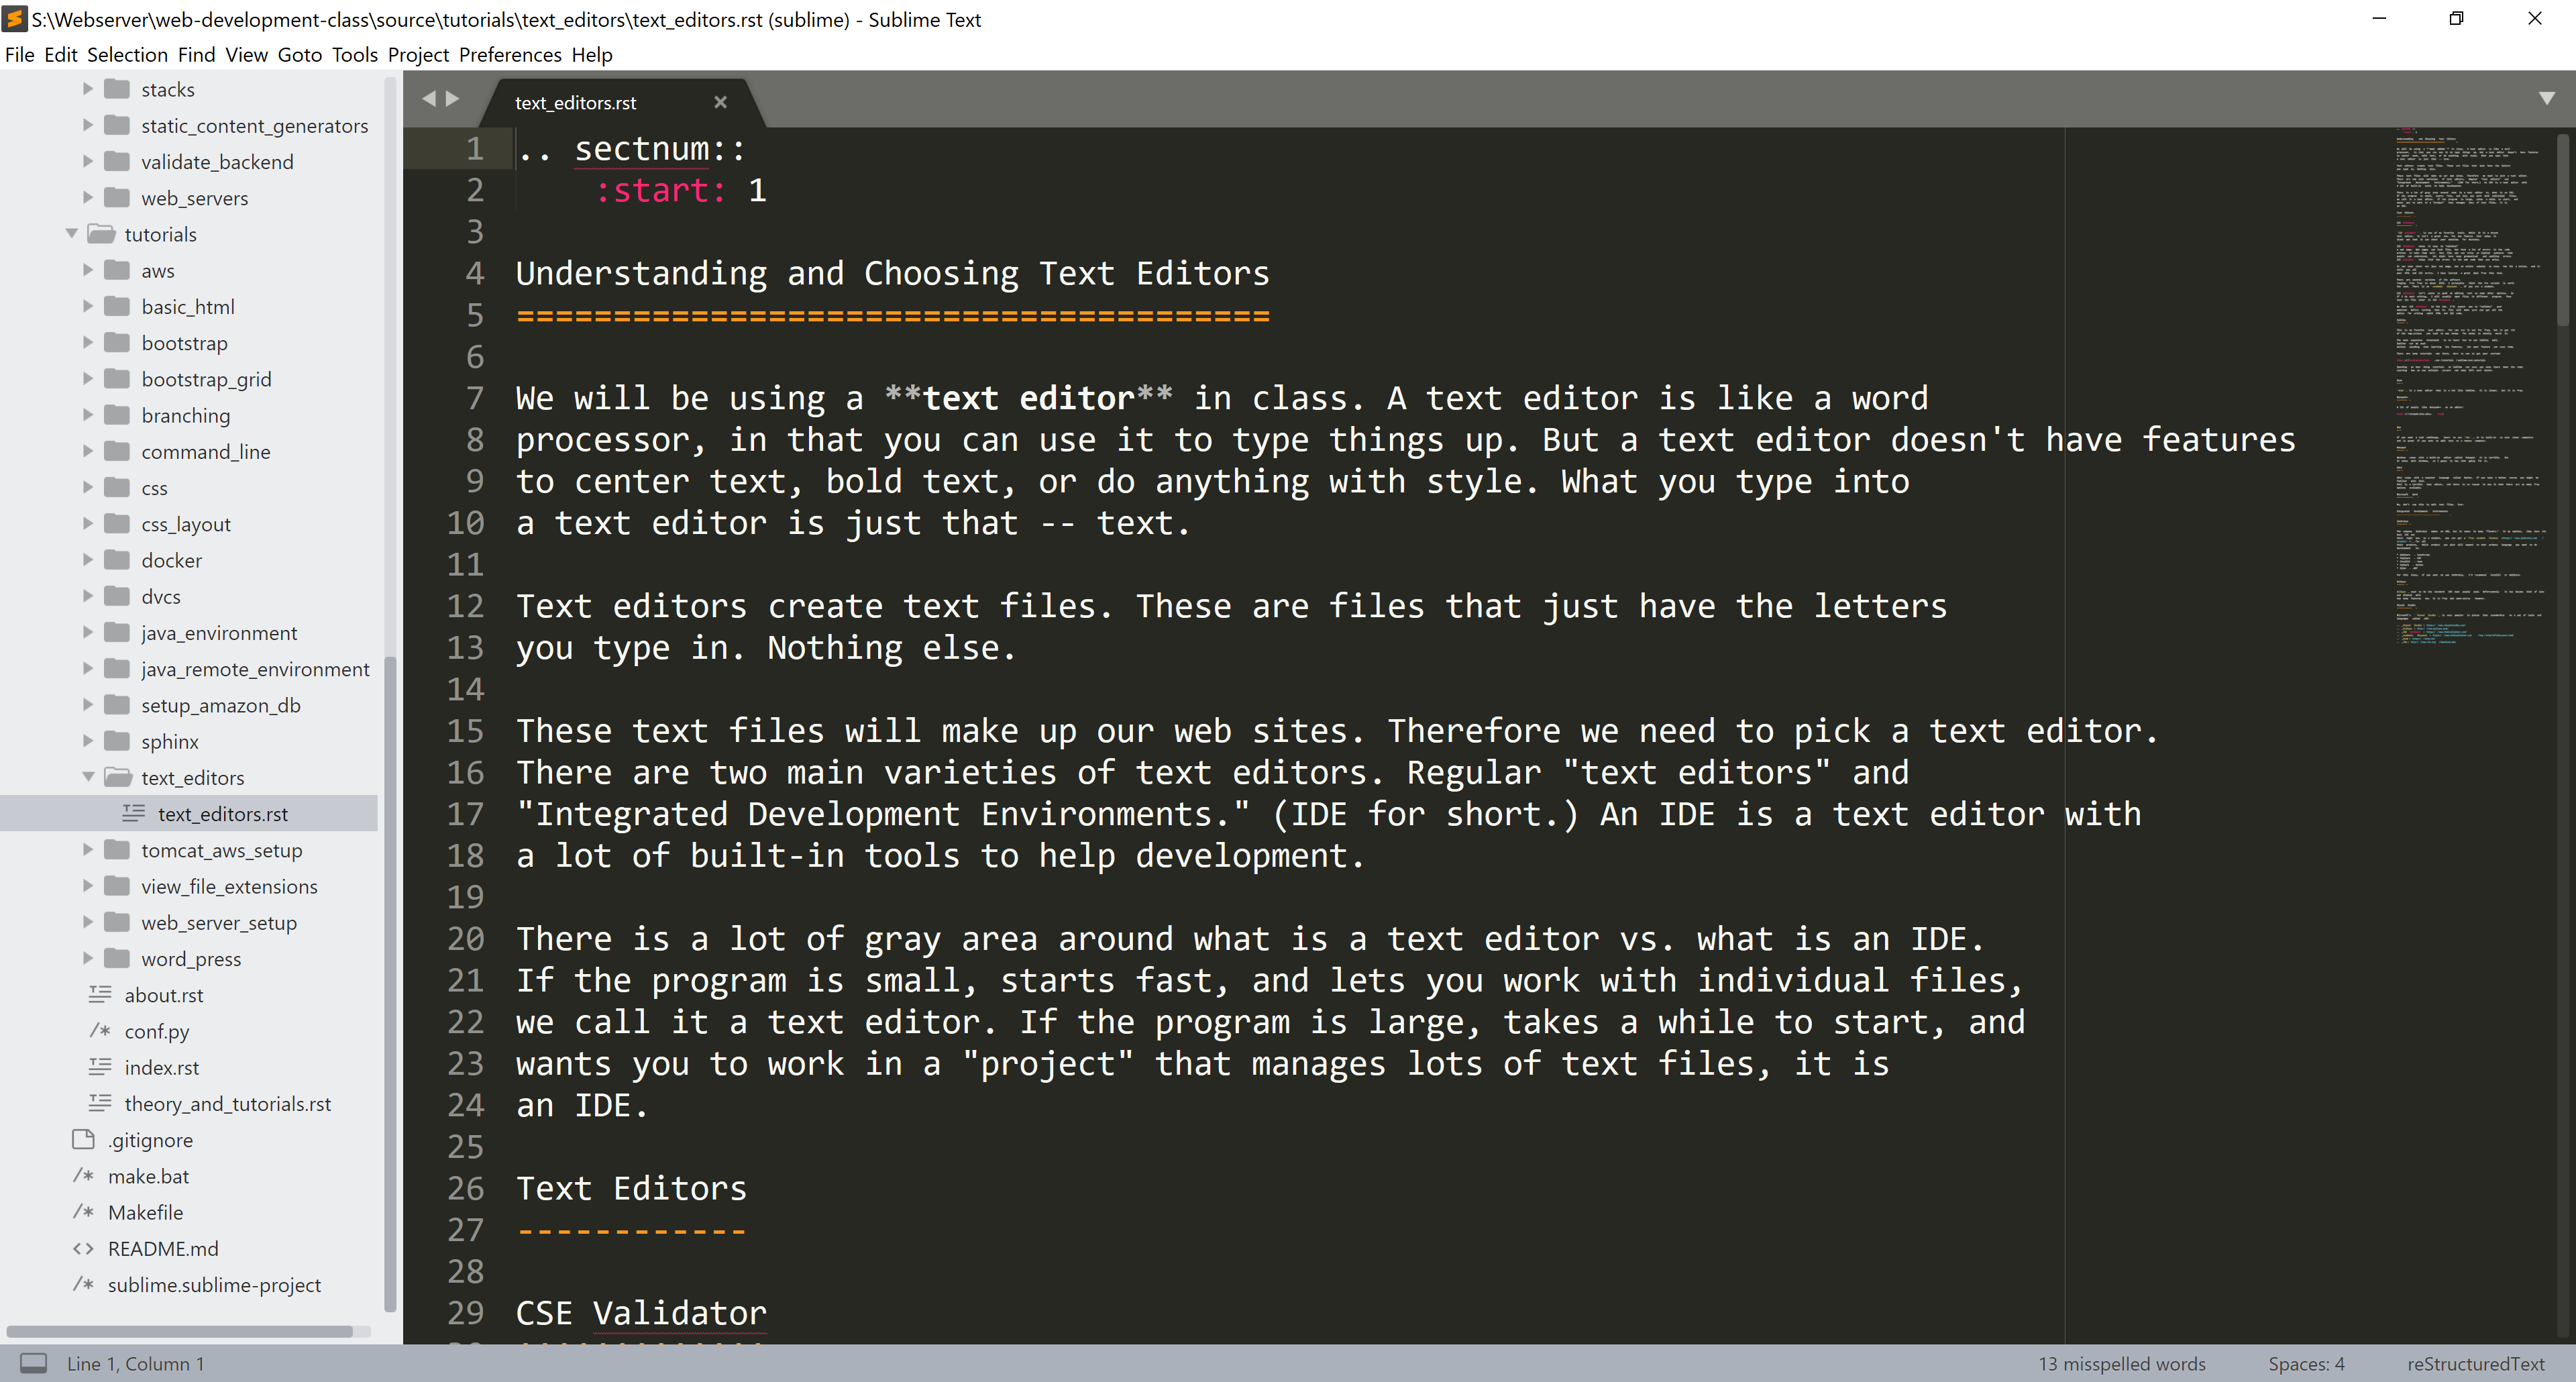 S:\Webserver\web-development-class\source\tutorials\text_editors\text_editors.rst (sublime) - Sublime Text
File Edit Selection Find View Goto Tools Project Preferences Help
stacks
static_content_generators
validate_backend
web_servers
tutorials
aws
basic_html
bootstrap
bootstrap_grid
branching
command_line
css
css_layout
docker
dvcs
java_environment
java_remote_environment
setup_amazon_db
sphinx
text_editors
text_editors.rst
tomcat_aws_setup
view_file_extensions
web_server_setup
word_press
about.rst
conf.py
index.rst
theory_and_tutorials.rst
.gitignore
make.bat
Makefile
README.md
sublime.sublime-project
text_editors.rst
1 .. sectnum::
2 :start: 1
3
4 Understanding and Choosing Text Editors
5 =======================================
6
7 We will be using a **text editor** in class. A text editor is like a word
8 processor, in that you can use it to type things up. But a text editor doesn't have features
9 to center text, bold text, or do anything with style. What you type into
10 a text editor is just that -- text.
11
12 Text editors create text files. These are files that just have the letters
13 you type in. Nothing else.
14
15 These text files will make up our web sites. Therefore we need to pick a text editor.
16 There are two main varieties of text editors. Regular "text editors" and
17 "Integrated Development Environments." (IDE for short.) An IDE is a text editor with
18 a lot of built-in tools to help development.
19
20 There is a lot of gray area around what is a text editor vs. what is an IDE.
21 If the program is small, starts fast, and lets you work with individual files,
22 we call it a text editor. If the program is large, takes a while to start, and
23 wants you to work in a "project" that manages lots of text files, it is
24 an IDE.
25
26 Text Editors
27 ------------
28
29 CSE Validator
Line 1, Column 1
13 misspelled words
Spaces: 4
reStructuredText